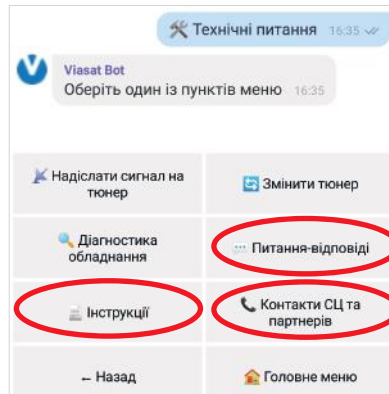 🛠 Технічні питання 16:35
Viasat Bot
Оберіть один із пунктів меню 16:35
📡 Надіслати сигнал на
тюнер
🔄 Змінити тюнер
🔍 Діагностика
обладнання
💬 Питання-відповіді
🧾 Інструкції
📞 Контакти СЦ та
партнерів
← Назад
🏠 Головне меню